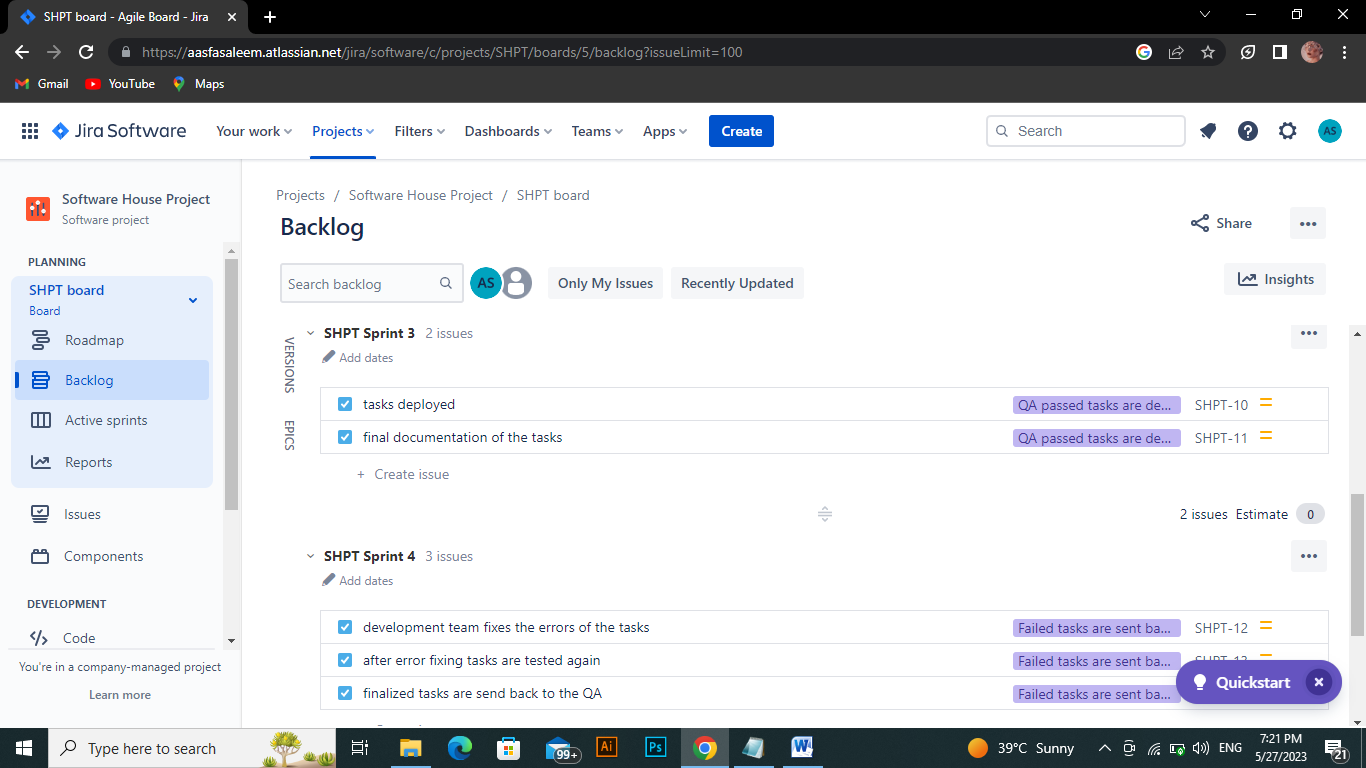 SHPT board - Agile Board - Jira
https://aasfasaleem.atlassian.net/jira/software/c/projects/SHPT/boards/5/backlog?issueLimit=100
Gmail YouTube Maps
Jira Software Your work Projects Filters Dashboards Teams Apps Create Search AS
Software House Project
Software project
PLANNING
SHPT board
Board
Roadmap
Backlog
Active sprints
Reports
Issues
Components
DEVELOPMENT
Code
You're in a company-managed project
Learn more
Projects / Software House Project / SHPT board
Backlog
Share
Search backlog AS Only My Issues Recently Updated Insights
VERSIONS
EPICS
SHPT Sprint 3 2 issues
Add dates
tasks deployed QA passed tasks are de... SHPT-10
final documentation of the tasks QA passed tasks are de... SHPT-11
+ Create issue
2 issues Estimate 0
SHPT Sprint 4 3 issues
Add dates
development team fixes the errors of the tasks Failed tasks are sent ba... SHPT-12
after error fixing tasks are tested again Failed tasks are sent ba...
finalized tasks are send back to the QA Failed tasks are sent ba...
Quickstart
Type here to search 99+ Ai Ps W 39°C Sunny ENG 7:21 PM
5/27/2023 21